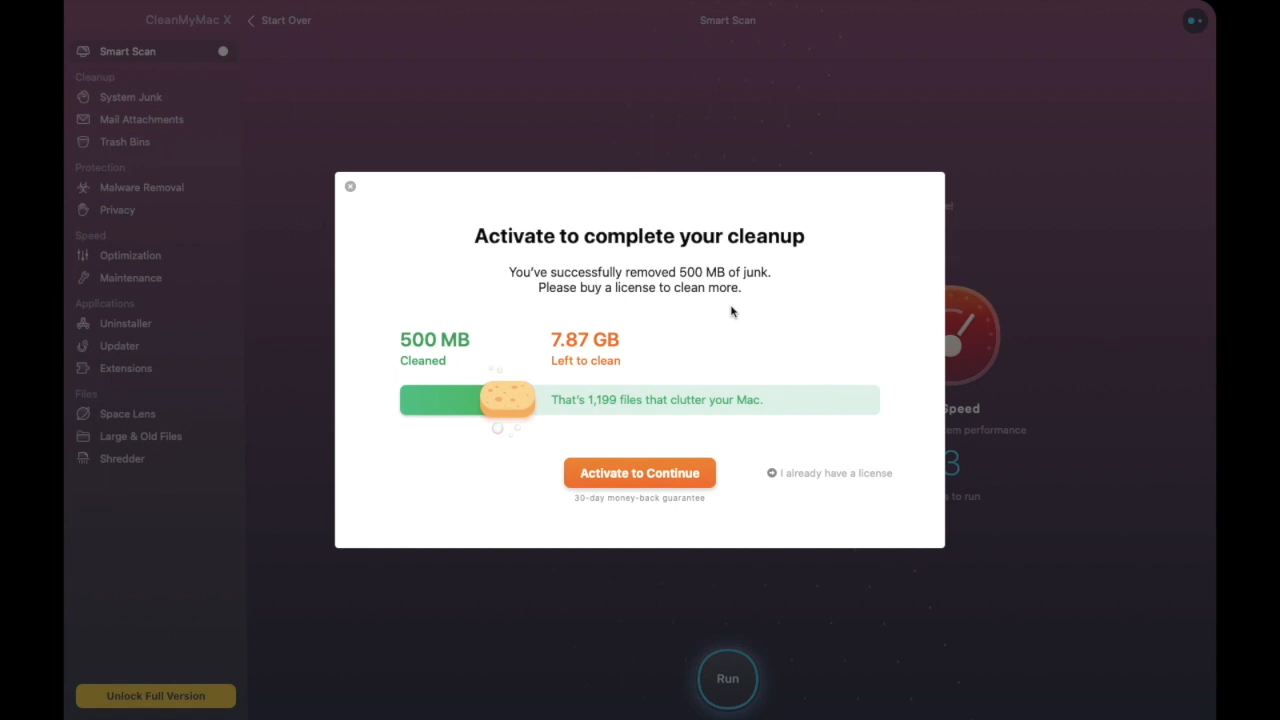 CleanMyMac X
Start Over
Smart Scan
Smart Scan
Cleanup
System Junk
Mail Attachments
Trash Bins
Protection
Malware Removal
Privacy
Speed
Optimization
Maintenance
Applications
Uninstaller
Updater
Extensions
Files
Space Lens
Large & Old Files
Shredder
Unlock Full Version
Activate to complete your cleanup
You've successfully removed 500 MB of junk.
Please buy a license to clean more.
500 MB
Cleaned
7.87 GB
Left to clean
That's 1,199 files that clutter your Mac.
Activate to Continue
I already have a license
30-day money-back guarantee
Speed
performance
3
to run
Run